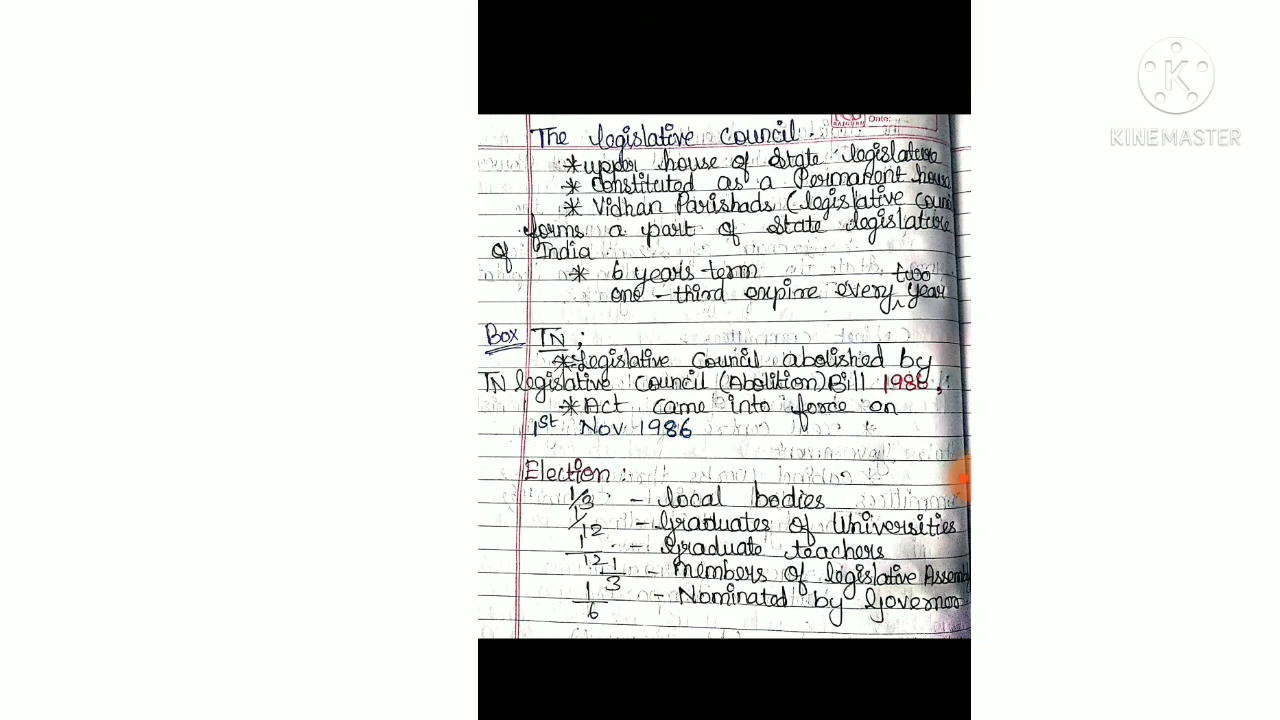 Date:
The legislative council.
* upper house of State legislature
* constituted as a Permanent house
* Vidhan Parishads (legislative Counci
forms a part of State legislature
of India
* 6 years term
two
one - third expire every ^ year
Box TN ;
* Legislative Council abolished by
TN legislative council (Abolition) Bill 1986,
* Act came into force on
1st Nov 1986
Election :
1/3 - local bodies
1/12 - Graduates of Universities
1/12 - Graduate teachers
1/3 - Members of legislative Assembly
1/6 - Nominated by Governor
KINEMASTER